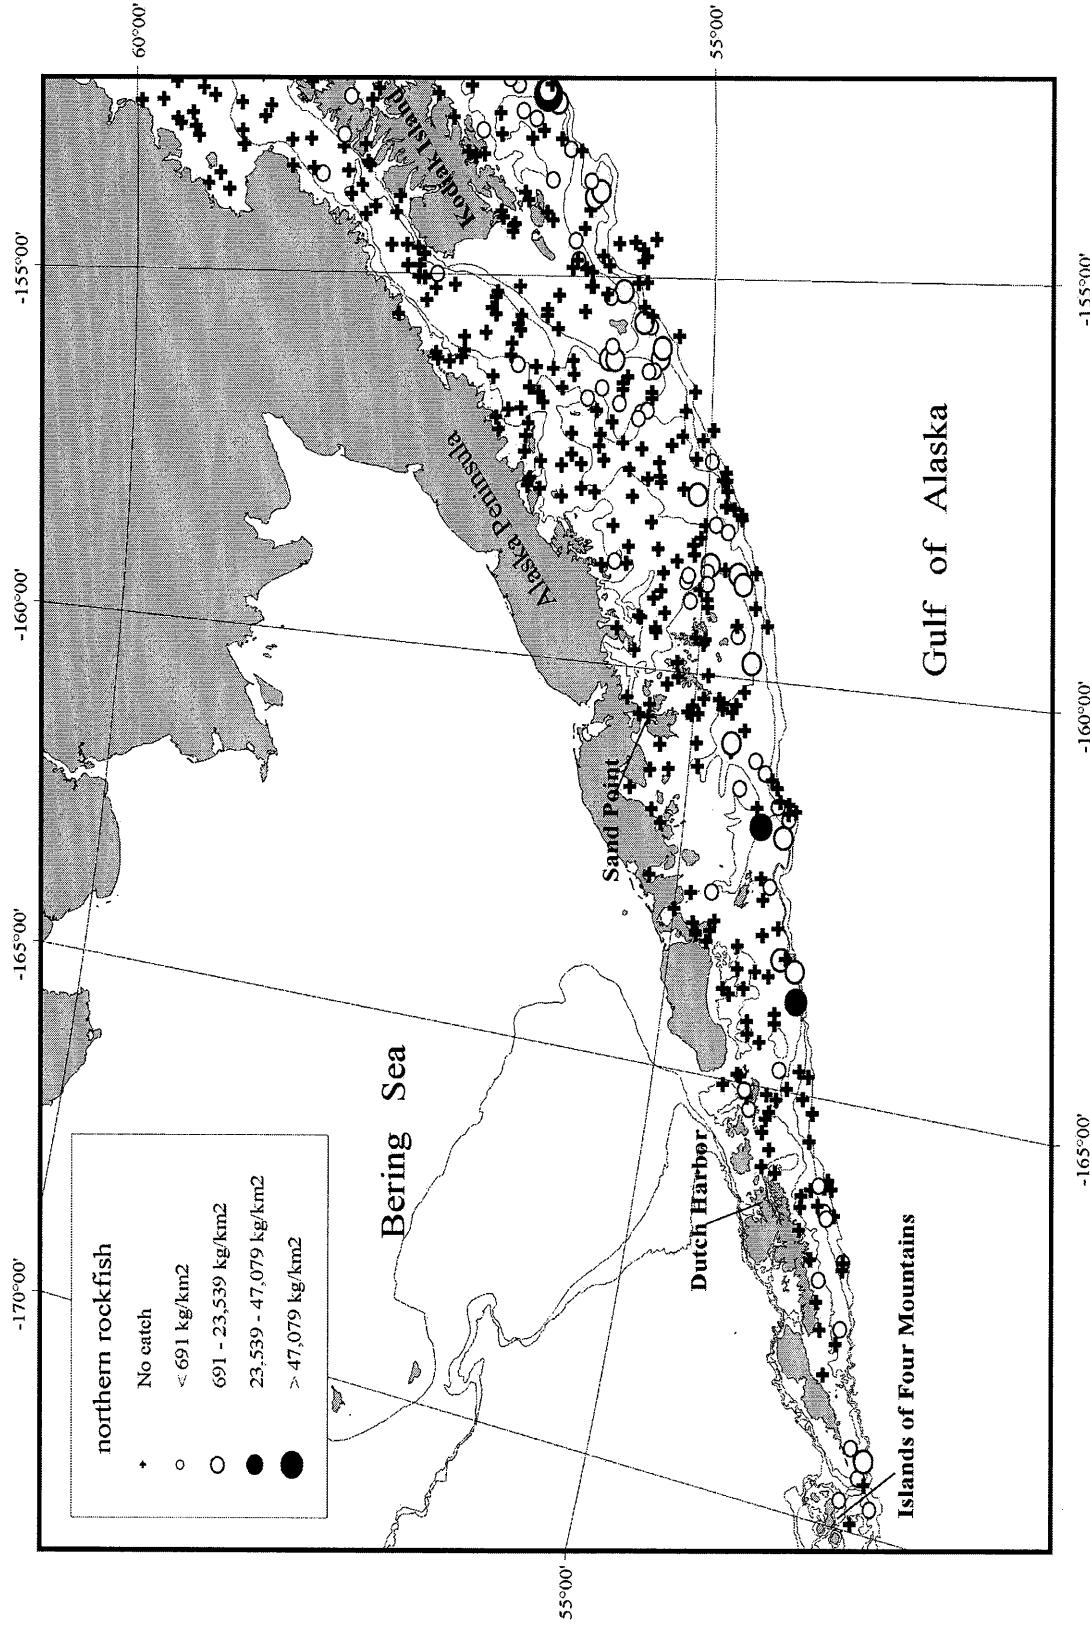 northern rockfish
No catch
< 691 kg/km2
691 - 23,539 kg/km2
23,539 - 47,079 kg/km2
> 47,079 kg/km2
-170°00'
-165°00'
-160°00'
-155°00'
60°00'
55°00'
55°00'
-165°00'
-160°00'
-155°00'
Bering Sea
Alaska Peninsula
Kodiak Island
Sand Point
Dutch Harbor
Islands of Four Mountains
Gulf of Alaska